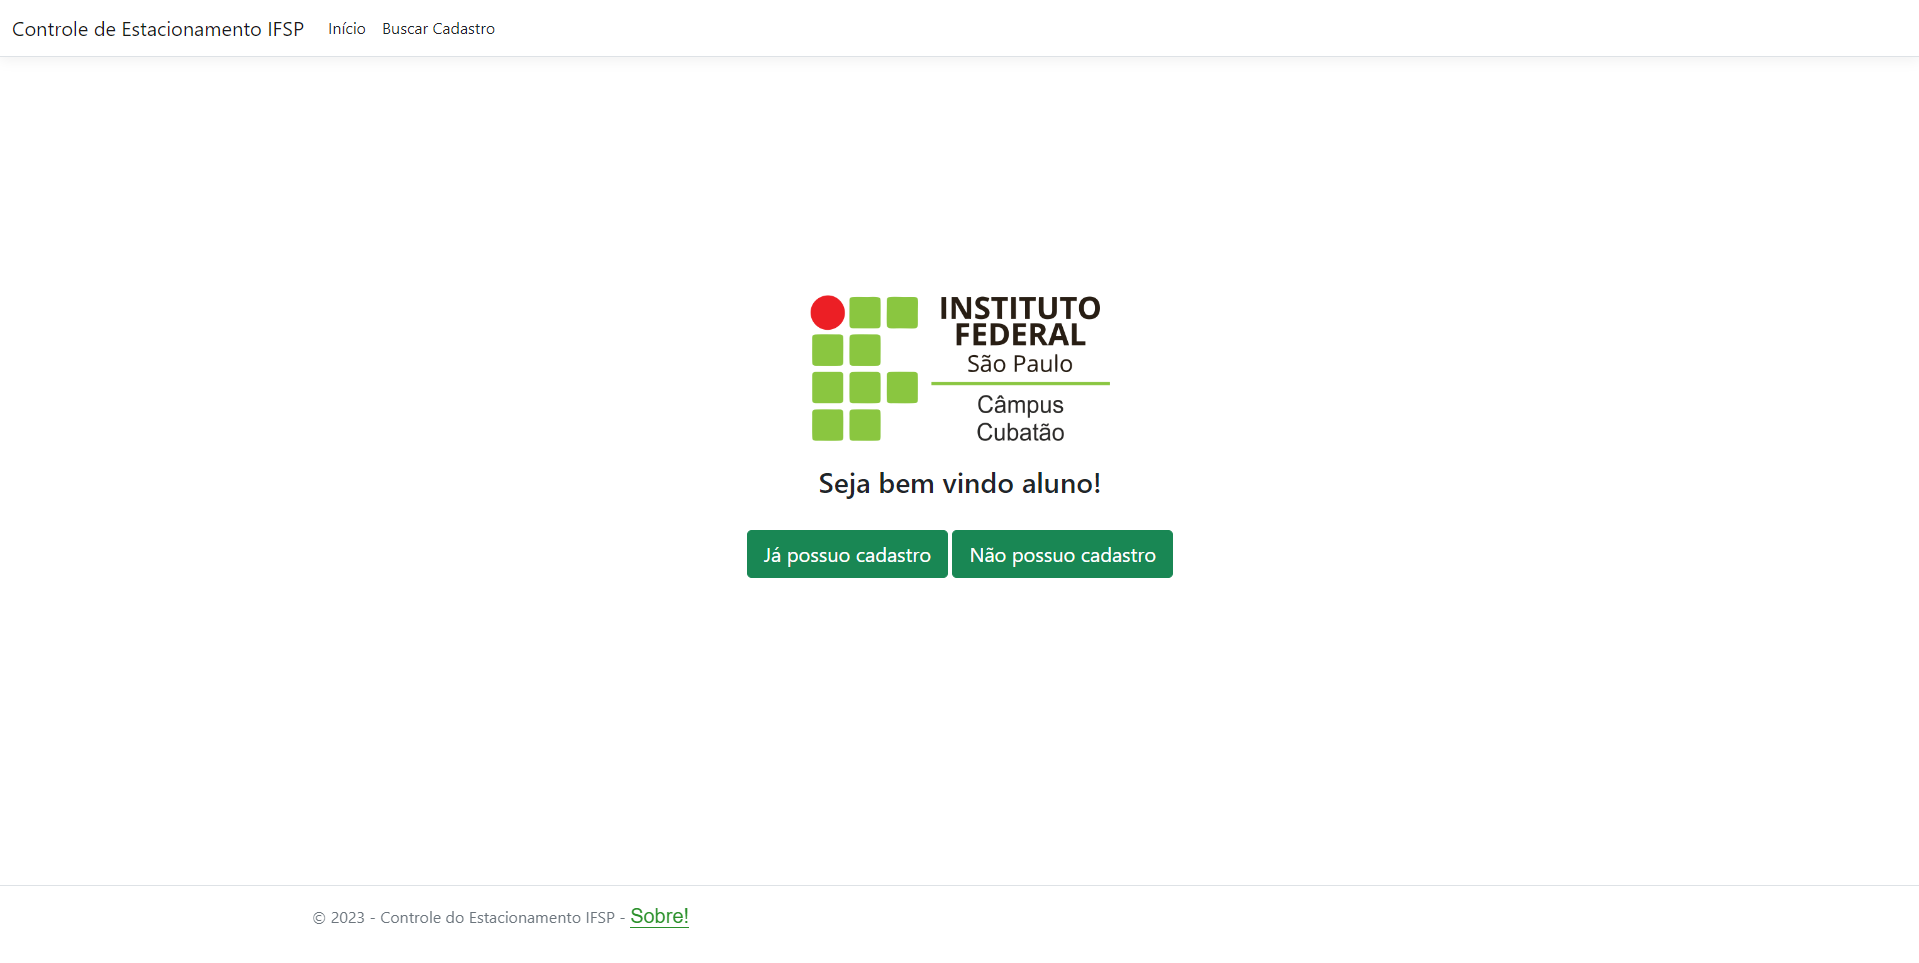 Controle de Estacionamento IFSP Início Buscar Cadastro
INSTITUTO
FEDERAL
São Paulo
Câmpus
Cubatão
Seja bem vindo aluno!
Já possuo cadastro Não possuo cadastro
© 2023 - Controle do Estacionamento IFSP - Sobre!